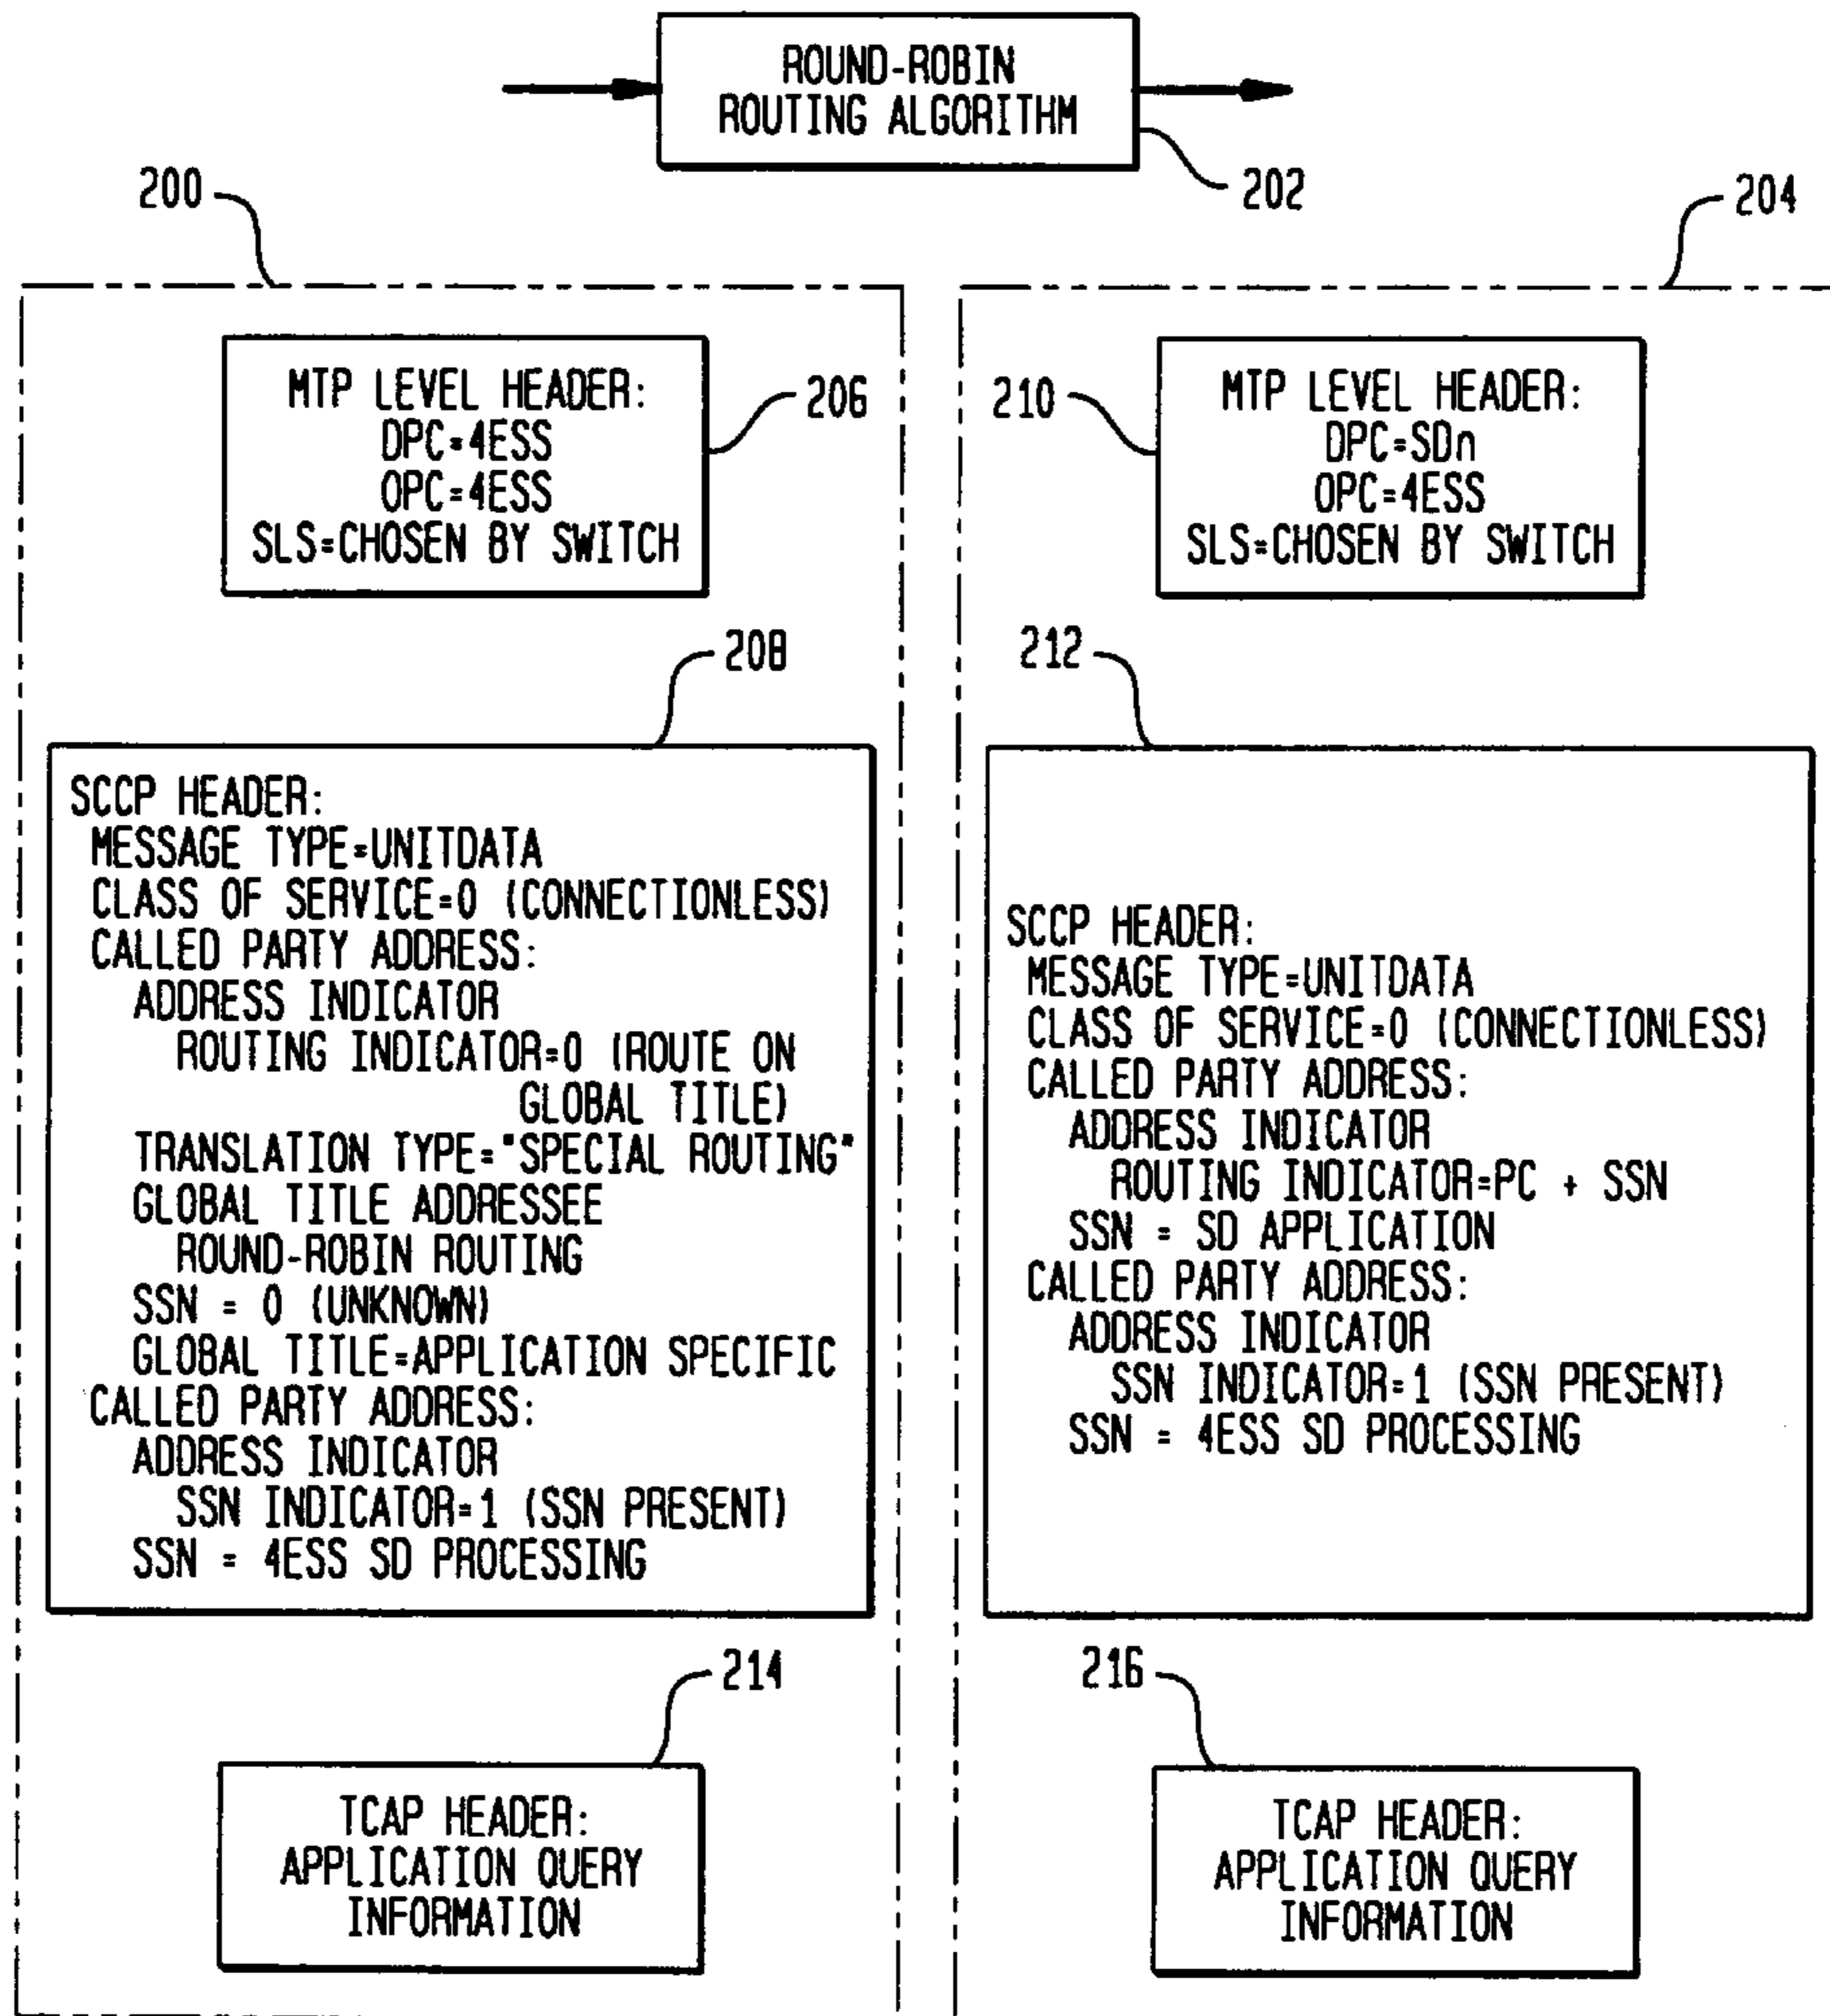 ROUND-ROBIN
ROUTING ALGORITHM
202
200
204
MTP LEVEL HEADER:
DPC=4ESS
OPC=4ESS
SLS=CHOSEN BY SWITCH
206
208
SCCP HEADER:
MESSAGE TYPE=UNITDATA
CLASS OF SERVICE=0 (CONNECTIONLESS)
CALLED PARTY ADDRESS:
ADDRESS INDICATOR
ROUTING INDICATOR=0 (ROUTE ON
GLOBAL TITLE)
TRANSLATION TYPE="SPECIAL ROUTING"
GLOBAL TITLE ADDRESSEE
ROUND-ROBIN ROUTING
SSN = 0 (UNKNOWN)
GLOBAL TITLE=APPLICATION SPECIFIC
CALLED PARTY ADDRESS:
ADDRESS INDICATOR
SSN INDICATOR=1 (SSN PRESENT)
SSN = 4ESS SD PROCESSING
214
TCAP HEADER:
APPLICATION QUERY
INFORMATION
210
MTP LEVEL HEADER:
DPC=SDn
OPC=4ESS
SLS=CHOSEN BY SWITCH
212
SCCP HEADER:
MESSAGE TYPE=UNITDATA
CLASS OF SERVICE=0 (CONNECTIONLESS)
CALLED PARTY ADDRESS:
ADDRESS INDICATOR
ROUTING INDICATOR=PC + SSN
SSN = SD APPLICATION
CALLED PARTY ADDRESS:
ADDRESS INDICATOR
SSN INDICATOR=1 (SSN PRESENT)
SSN = 4ESS SD PROCESSING
216
TCAP HEADER:
APPLICATION QUERY
INFORMATION